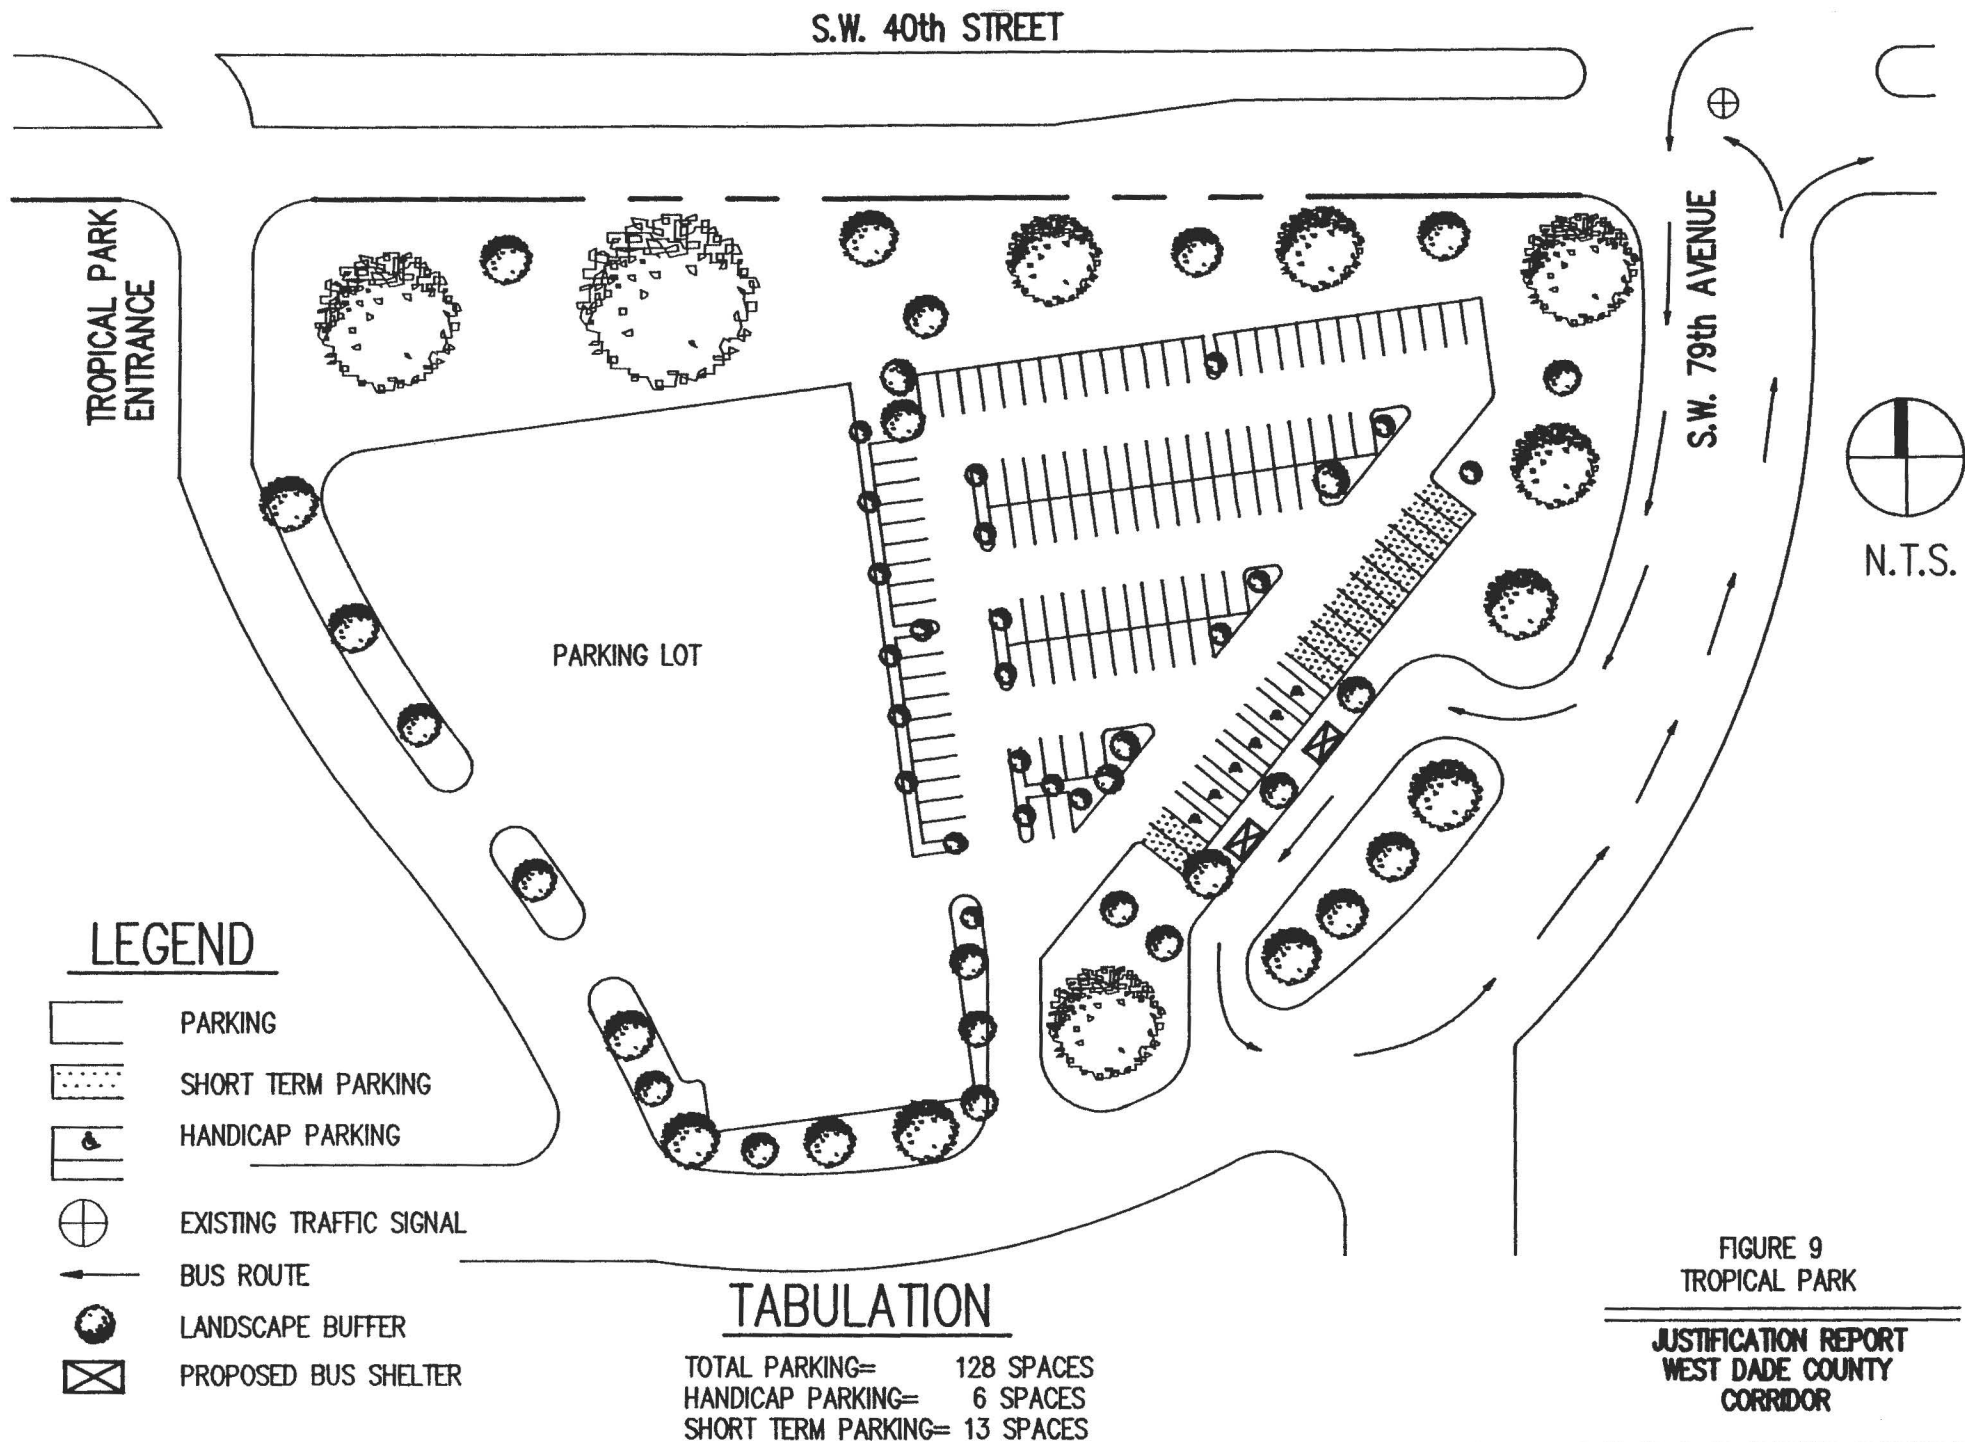 S.W. 40th STREET
TROPICAL PARK
ENTRANCE
S.W. 79th AVENUE
N.T.S.
PARKING LOT
LEGEND
PARKING
SHORT TERM PARKING
HANDICAP PARKING
EXISTING TRAFFIC SIGNAL
BUS ROUTE
LANDSCAPE BUFFER
PROPOSED BUS SHELTER
TABULATION
TOTAL PARKING= 128 SPACES
HANDICAP PARKING= 6 SPACES
SHORT TERM PARKING= 13 SPACES
FIGURE 9
TROPICAL PARK
JUSTIFICATION REPORT
WEST DADE COUNTY
CORRIDOR